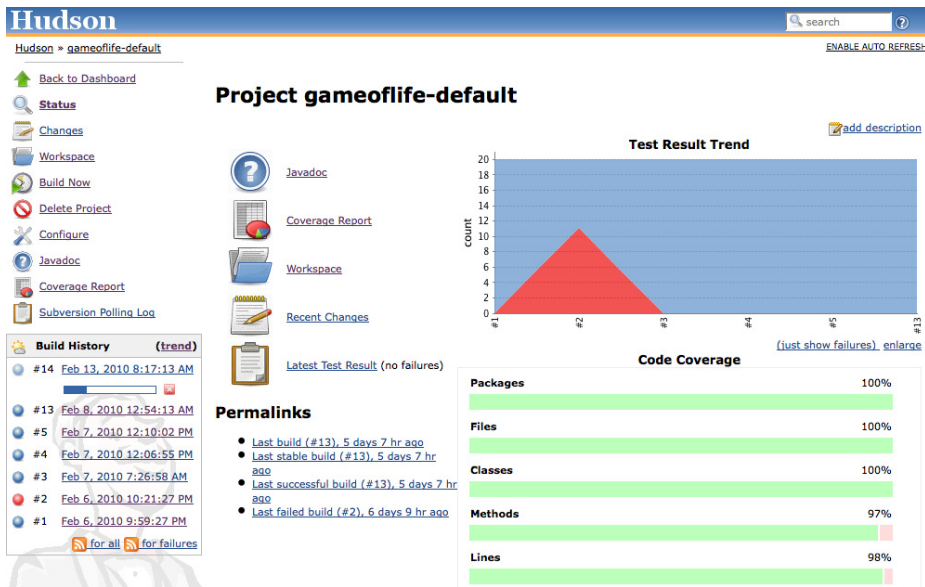 Hudson
search
Hudson » gameoflife-default
ENABLE AUTO REFRESH
Back to Dashboard
Status
Changes
Workspace
Build Now
Delete Project
Configure
Javadoc
Coverage Report
Subversion Polling Log
Build History (trend)
#14 Feb 13, 2010 8:17:13 AM
#13 Feb 8, 2010 12:54:13 AM
#5 Feb 7, 2010 12:10:02 PM
#4 Feb 7, 2010 12:06:55 PM
#3 Feb 7, 2010 7:26:58 AM
#2 Feb 6, 2010 10:21:27 PM
#1 Feb 6, 2010 9:59:27 PM
for all for failures
Project gameoflife-default
add description
Javadoc
Coverage Report
Workspace
Recent Changes
Latest Test Result (no failures)
Permalinks
Last build (#13), 5 days 7 hr ago
Last stable build (#13), 5 days 7 hr
ago
Last successful build (#13), 5 days 7 hr
ago
Last failed build (#2), 6 days 9 hr ago
Test Result Trend
count
20
18
16
14
12
10
8
6
4
2
0
#1
#2
#3
#4
#5
#13
(just show failures) enlarge
Code Coverage
Packages 100%
Files 100%
Classes 100%
Methods 97%
Lines 98%